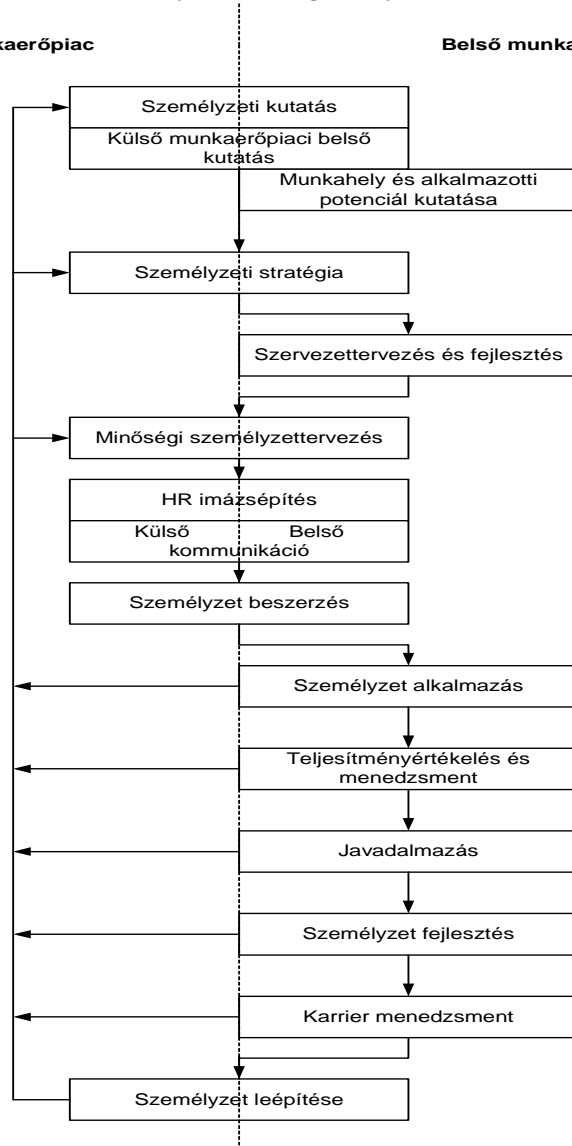 kaerőpiac
Belső munka
Személyzeti kutatás
Külső munkaerőpiaci belső
kutatás
Munkahely és alkalmazotti
potenciál kutatása
Személyzeti stratégia
Szervezettervezés és fejlesztés
Minőségi személyzettervezés
HR imázsépítés
Külső Belső
kommunikáció
Személyzet beszerzés
Személyzet alkalmazás
Teljesítményértékelés és
menedzsment
Javadalmazás
Személyzet fejlesztés
Karrier menedzsment
Személyzet leépítése